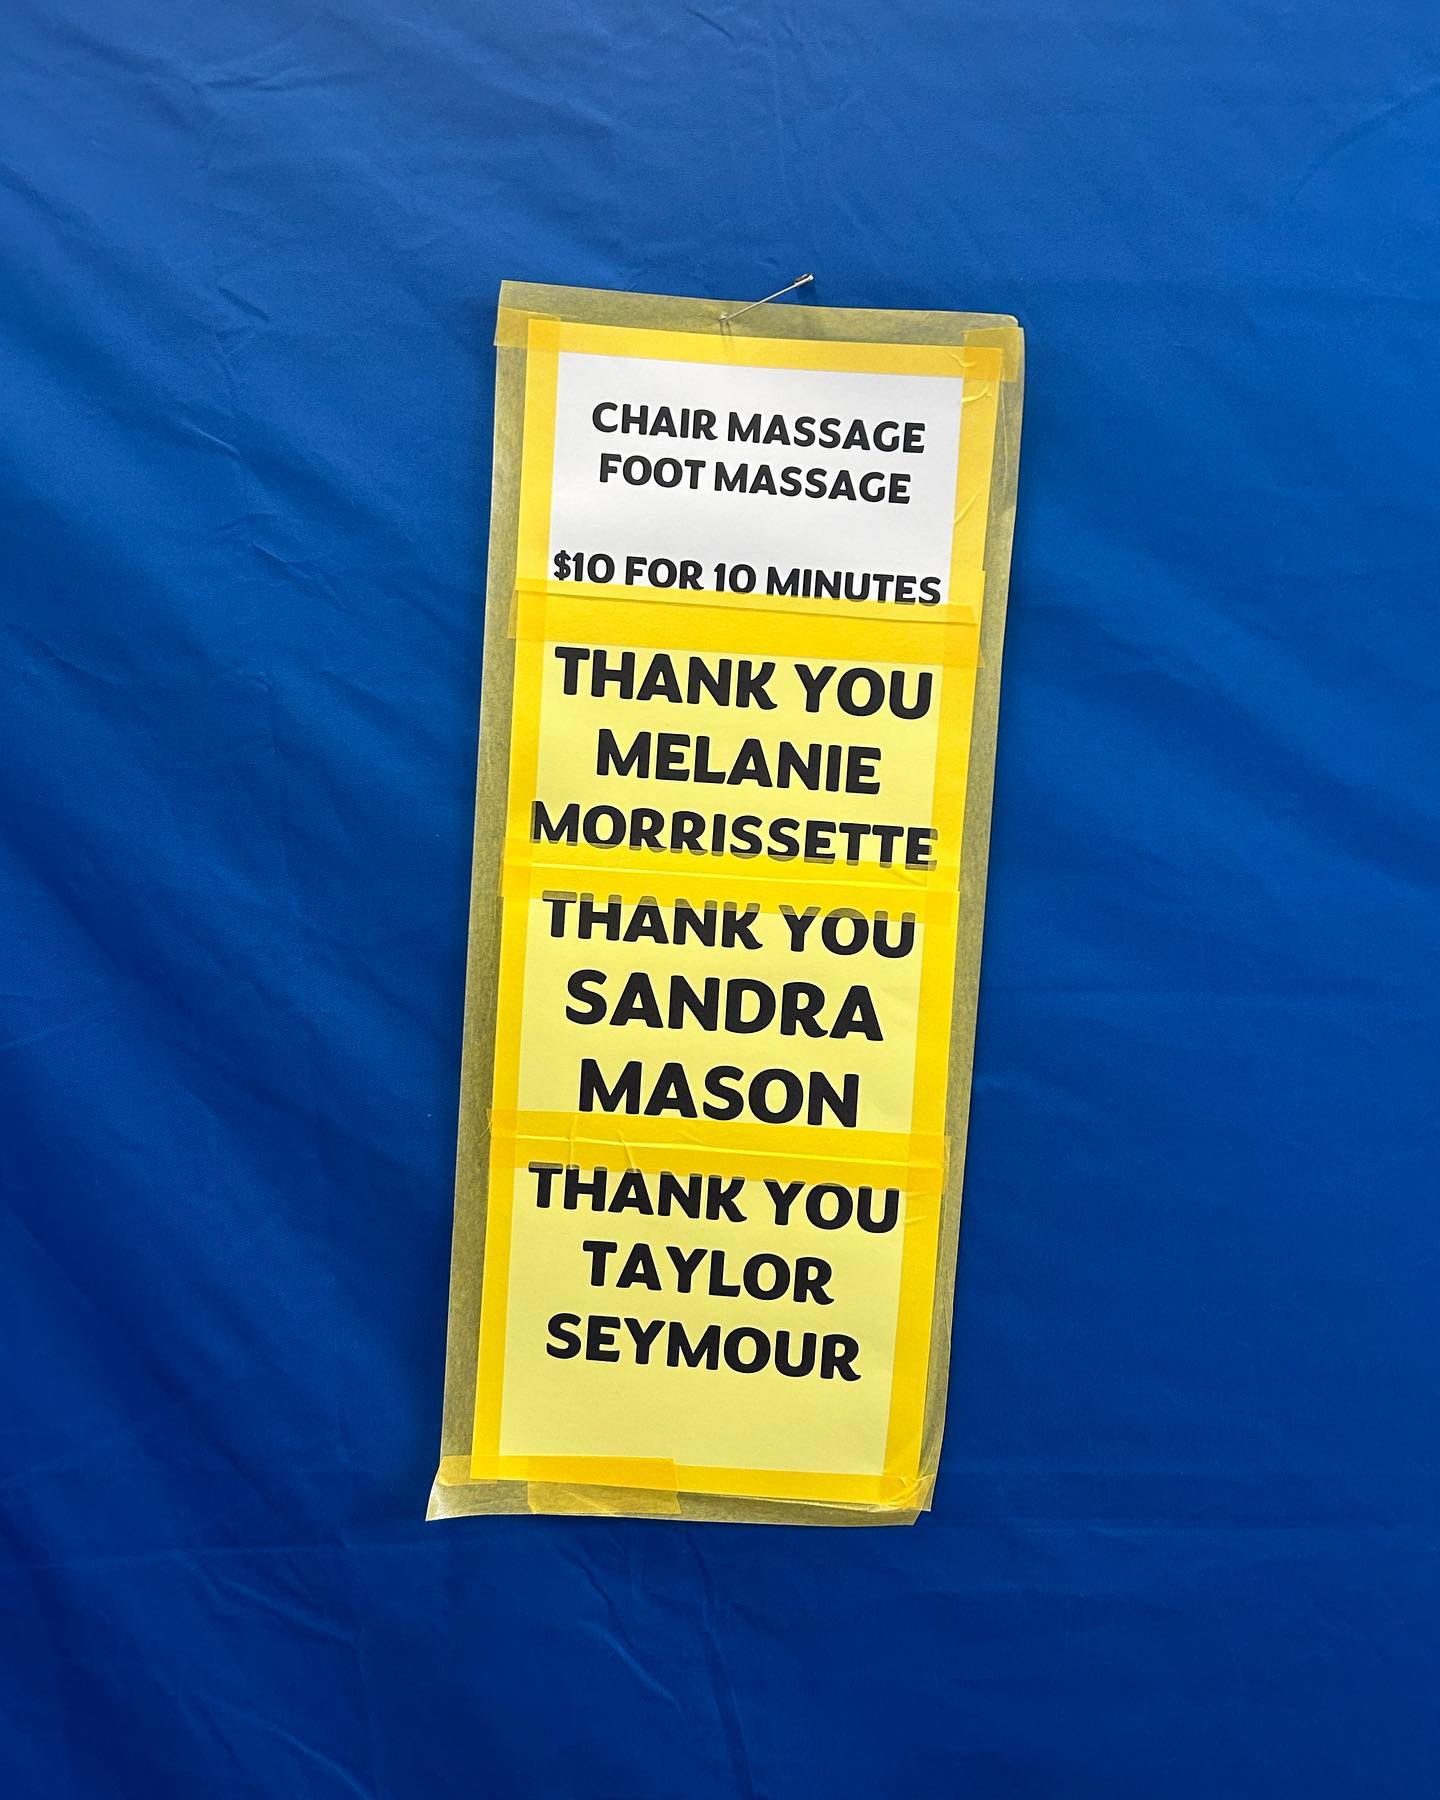 CHAIR MASSAGE
FOOT MASSAGE
$10 FOR 10 MINUTES
THANK YOU
MELANIE
MORRISSETTE
THANK YOU
SANDRA
MASON
THANK YOU
TAYLOR
SEYMOUR